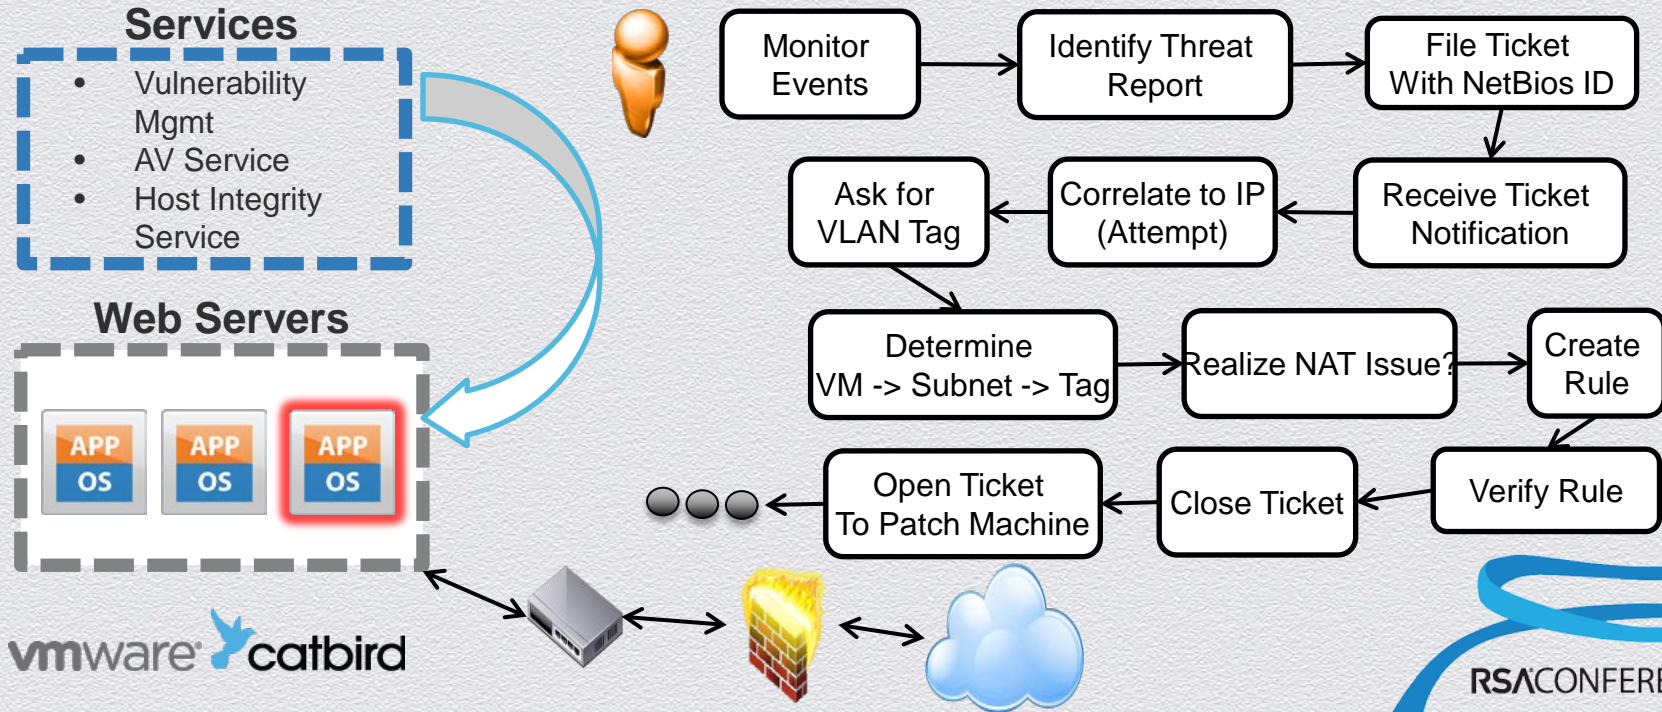 Services
• Vulnerability
Mgmt
• AV Service
• Host Integrity
Service
Web Servers
APP
OS
APP
OS
APP
OS
vmware®
catbird
Monitor
Events
Identify Threat
Report
File Ticket
With NetBios ID
Receive Ticket
Notification
Correlate to IP
(Attempt)
Ask for
VLAN Tag
Determine
VM -> Subnet -> Tag
Realize NAT Issue?
Create
Rule
Verify Rule
Close Ticket
Open Ticket
To Patch Machine
RSACONFERE